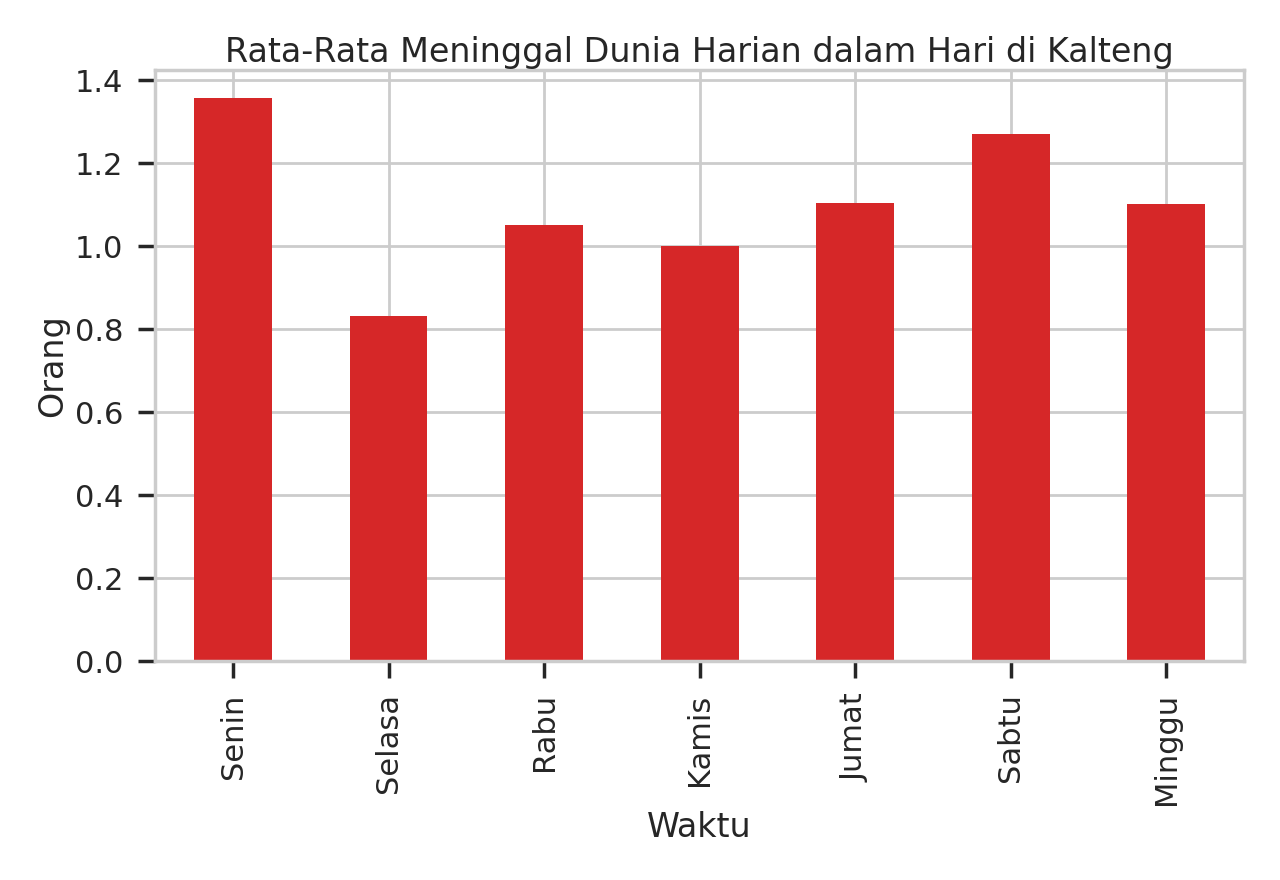 Rata-Rata Meninggal Dunia Harian dalam Hari di Kalteng
1.4
1.2
1.0
0.8
0.6
0.4
0.2
0.0
Orang
Senin
Selasa
Rabu
Kamis
Jumat
Sabtu
Minggu
Waktu